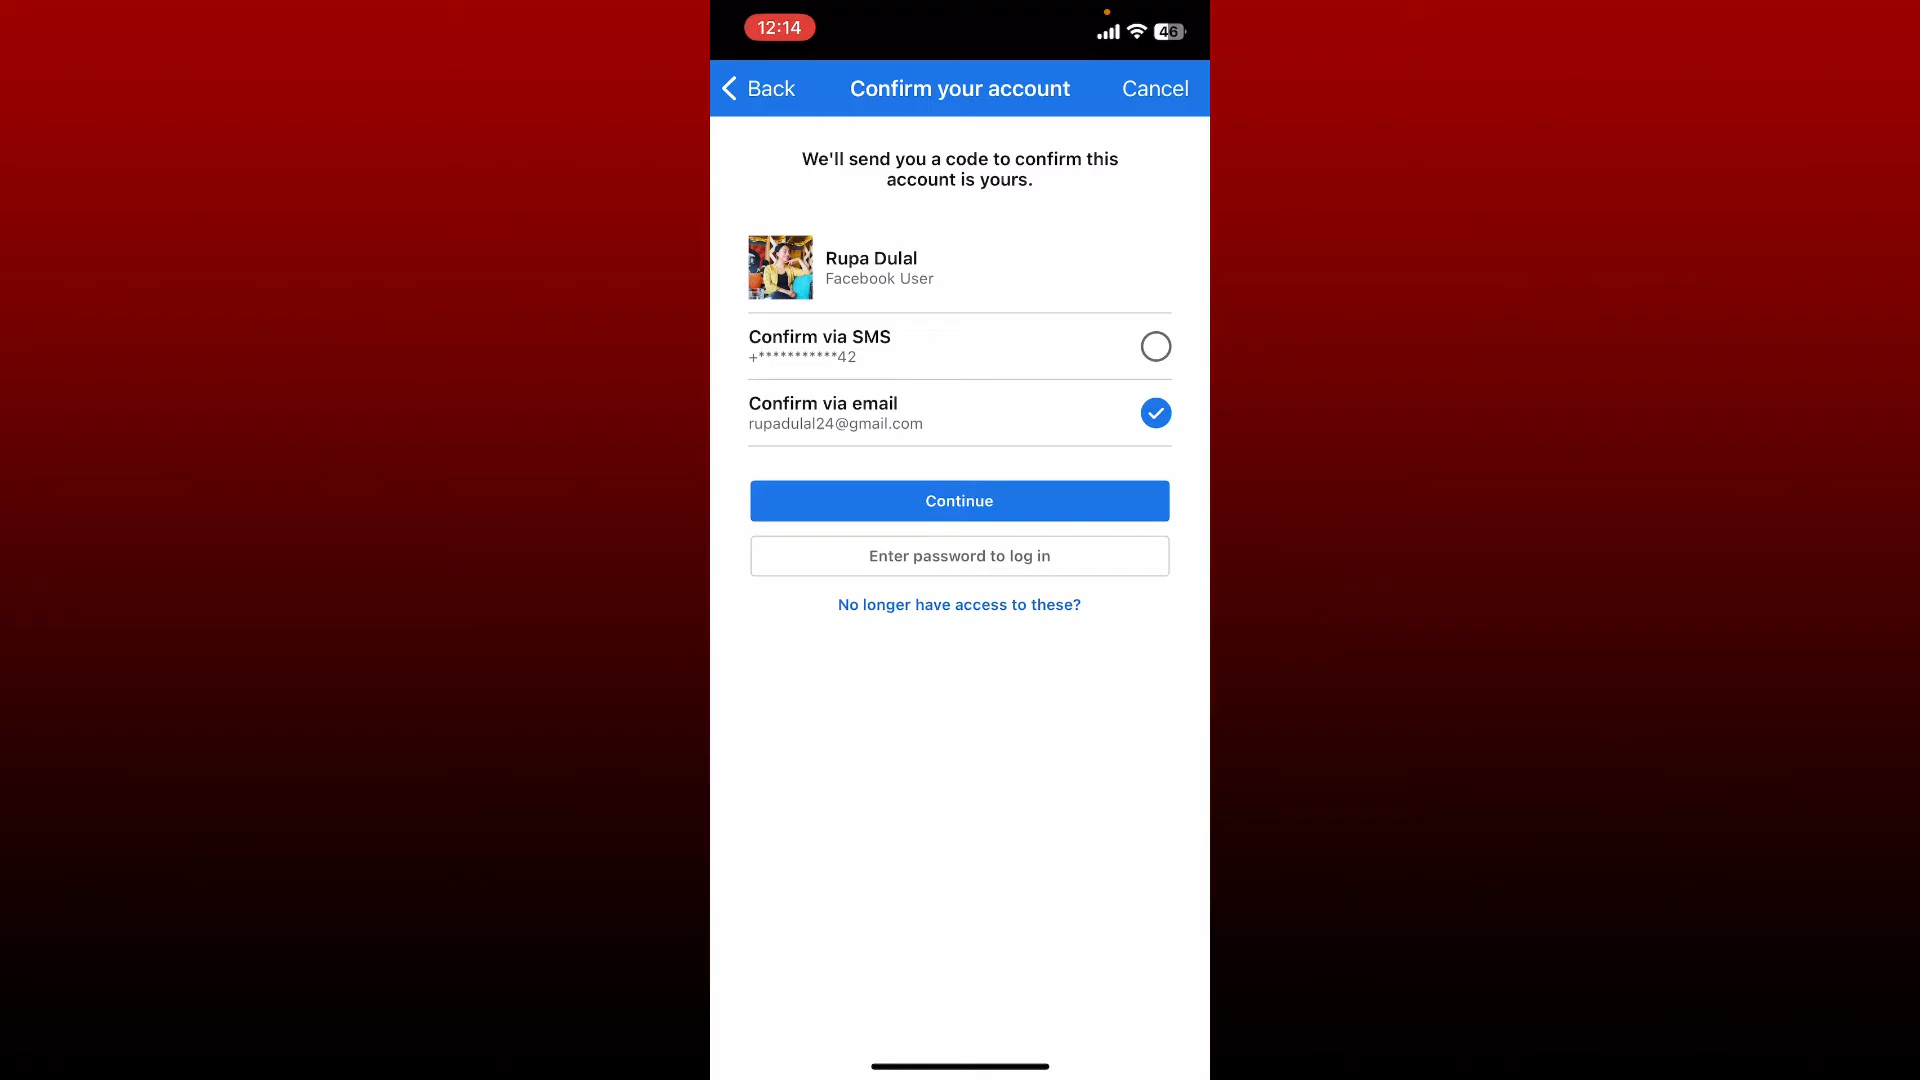 12:14
46
Back
Confirm your account
Cancel
We'll send you a code to confirm this
account is yours.
Rupa Dulal
Facebook User
Confirm via SMS
+***********42
Confirm via email
rupadulal24@gmail.com
Continue
Enter password to log in
No longer have access to these?